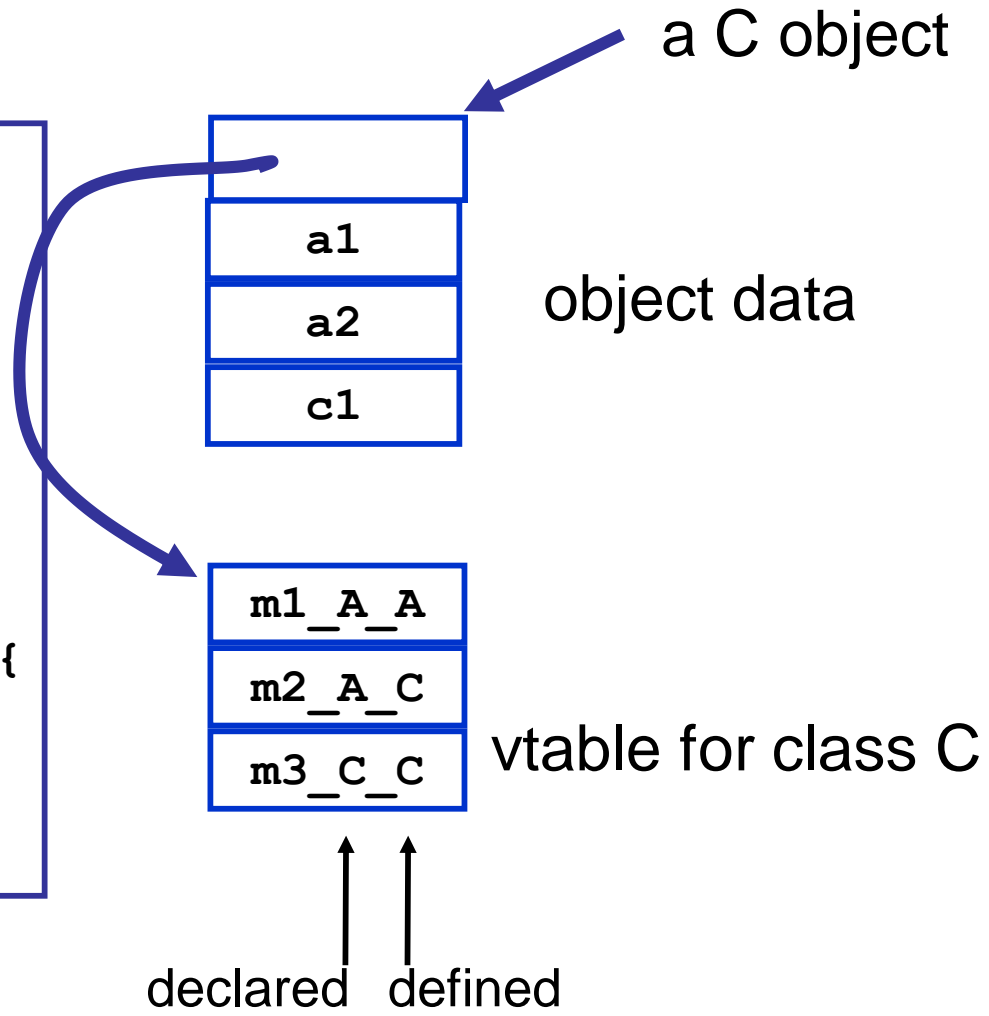 a C object
a1
a2
object data
c1
m1_A_A
{
m2_A_C
vtable for class C
m3_C_C
declared defined